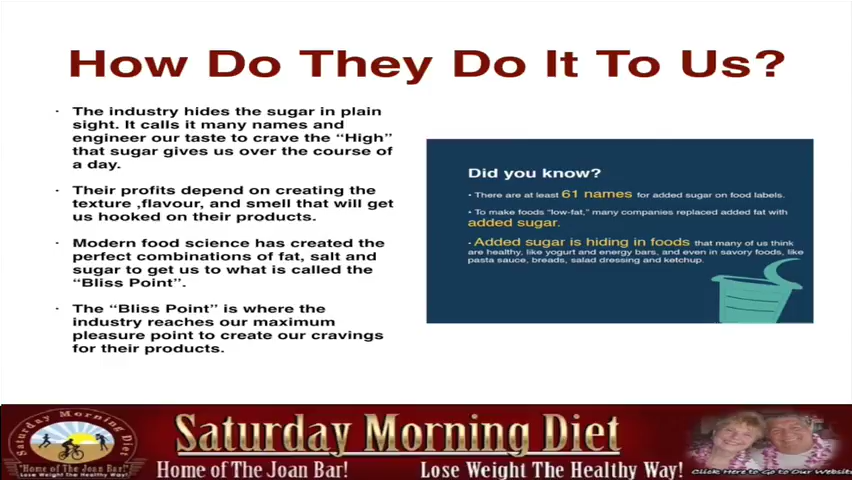 How Do They Do It To Us?
· The industry hides the sugar in plain
sight. It calls it many names and
engineer our taste to crave the “High”
that sugar gives us over the course of
a day.
· Their profits depend on creating the
texture ,flavour, and smell that will get
us hooked on their products.
· Modern food science has created the
perfect combinations of fat, salt and
sugar to get us to what is called the
“Bliss Point”.
· The “Bliss Point” is where the
industry reaches our maximum
pleasure point to create our cravings
for their products.
Did you know?
• There are at least 61 names for added sugar on food labels.
• To make foods “low-fat,” many companies replaced added fat with
added sugar.
• Added sugar is hiding in foods that many of us think
are healthy, like yogurt and energy bars, and even in savory foods, like
pasta sauce, breads, salad dressing and ketchup.
Saturday Morning Diet
"Home of The Joan Bar!"
Lose Weight The Healthy Way!
Saturday Morning Diet
Home of The Joan Bar!
Lose Weight The Healthy Way!
Click Here to Go to Our Website